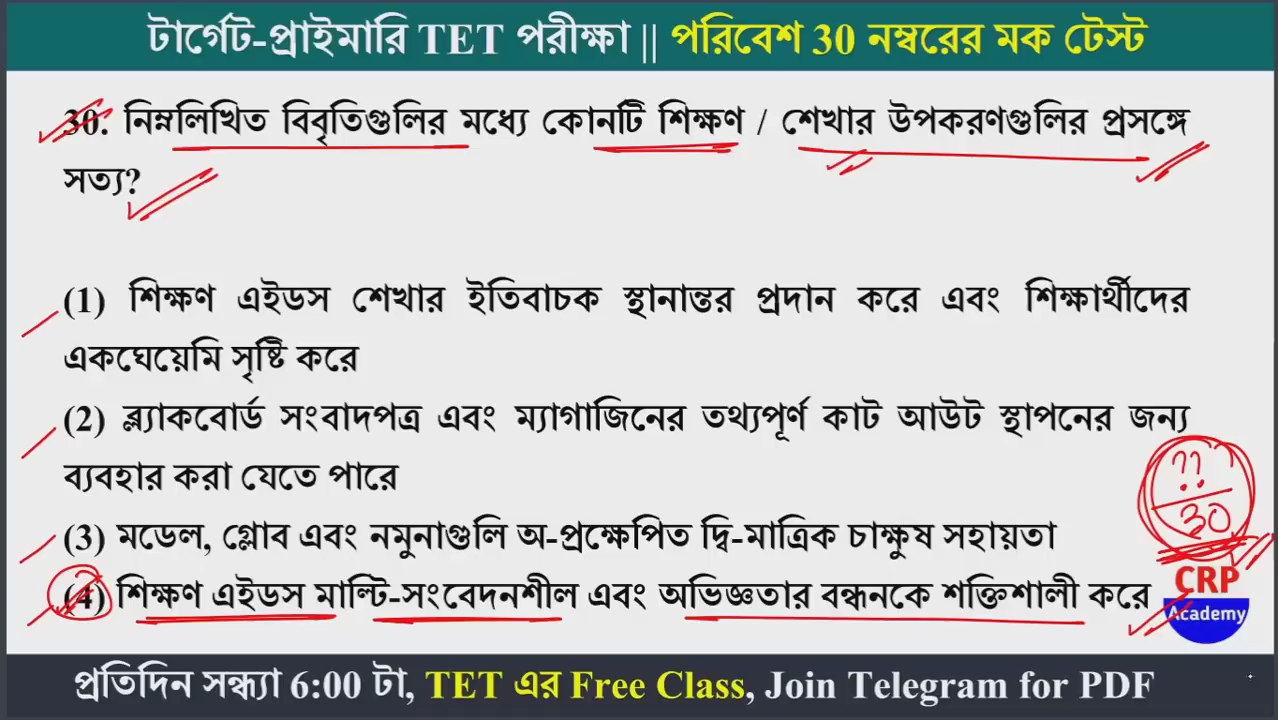 টার্গেট-প্রাইমারি TET পরীক্ষা || পরিবেশ 30 নম্বরের মক টেস্ট
30. নিম্নলিখিত বিবৃতিগুলির মধ্যে কোনটি শিক্ষণ / শেখার উপকরণগুলির প্রসঙ্গে
সত্য?
(1) শিক্ষণ এইডস শেখার ইতিবাচক স্থানান্তর প্রদান করে এবং শিক্ষার্থীদের
একঘেয়েমি সৃষ্টি করে
(2) ব্ল্যাকবোর্ড সংবাদপত্র এবং ম্যাগাজিনের তথ্যপূর্ণ কাট আউট স্থাপনের জন্য
ব্যবহার করা যেতে পারে
(3) মডেল, গ্লোব এবং নমুনাগুলি অ-প্রক্ষেপিত দ্বি-মাত্রিক চাক্ষুষ সহায়তা
(4) শিক্ষণ এইডস মাল্টি-সংবেদনশীল এবং অভিজ্ঞতার বন্ধনকে শক্তিশালী করে
??
30
CRP
Academy
প্রতিদিন সন্ধ্যা 6:00 টা, TET এর Free Class, Join Telegram for PDF